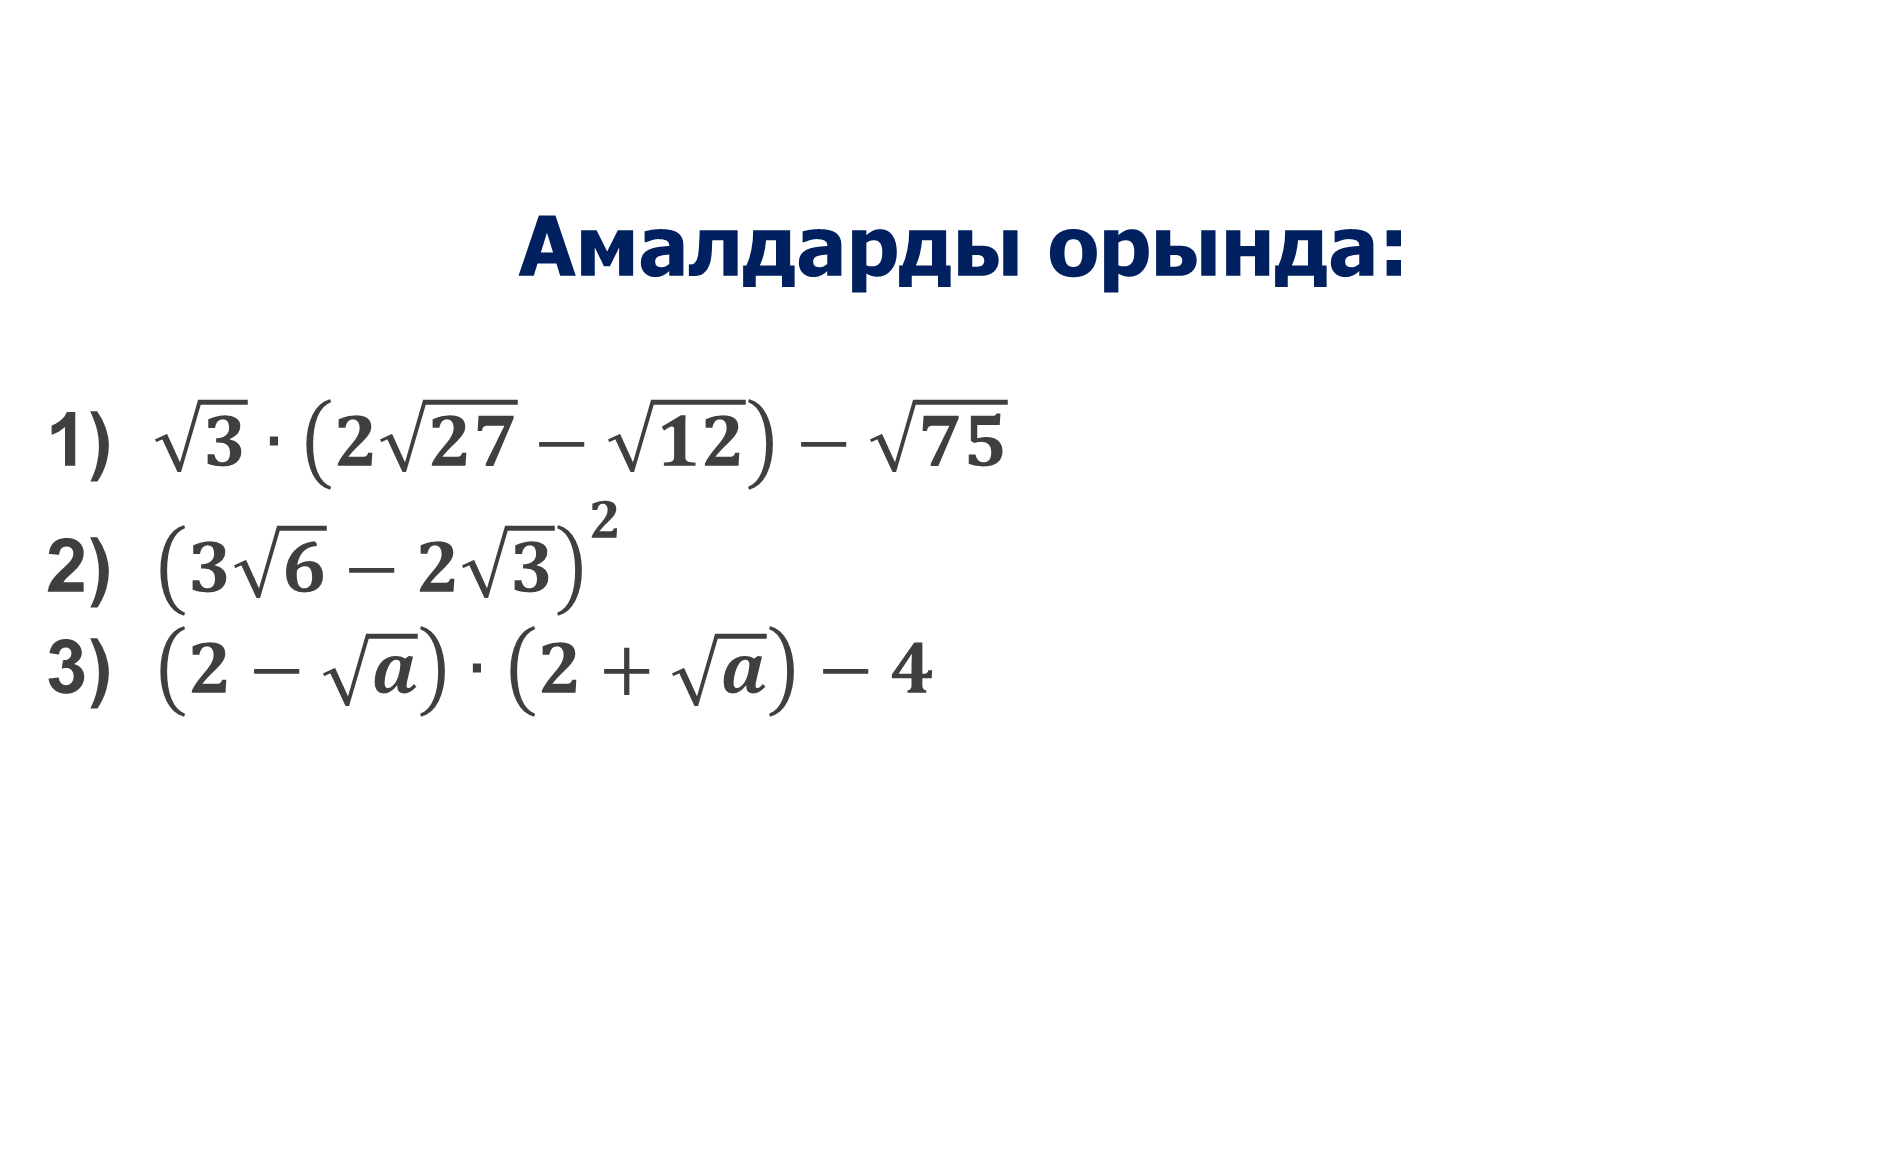 Амалдарды орында:
1) √3 · (2√27 − √12) − √75
2) (3√6 − 2√3)²
3) (2 − √a) · (2 + √a) − 4